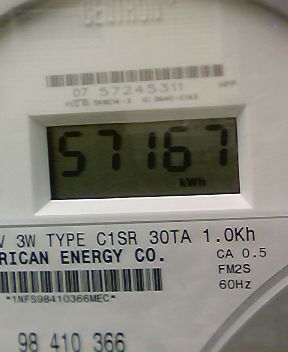 CENTRON
07 57245311
57167
kWh
V 3W TYPE C1SR 30TA 1.0Kh
RICAN ENERGY CO.
CA 0.5
FM2S
60Hz
*1NFS98410366MEC*
98 410 366